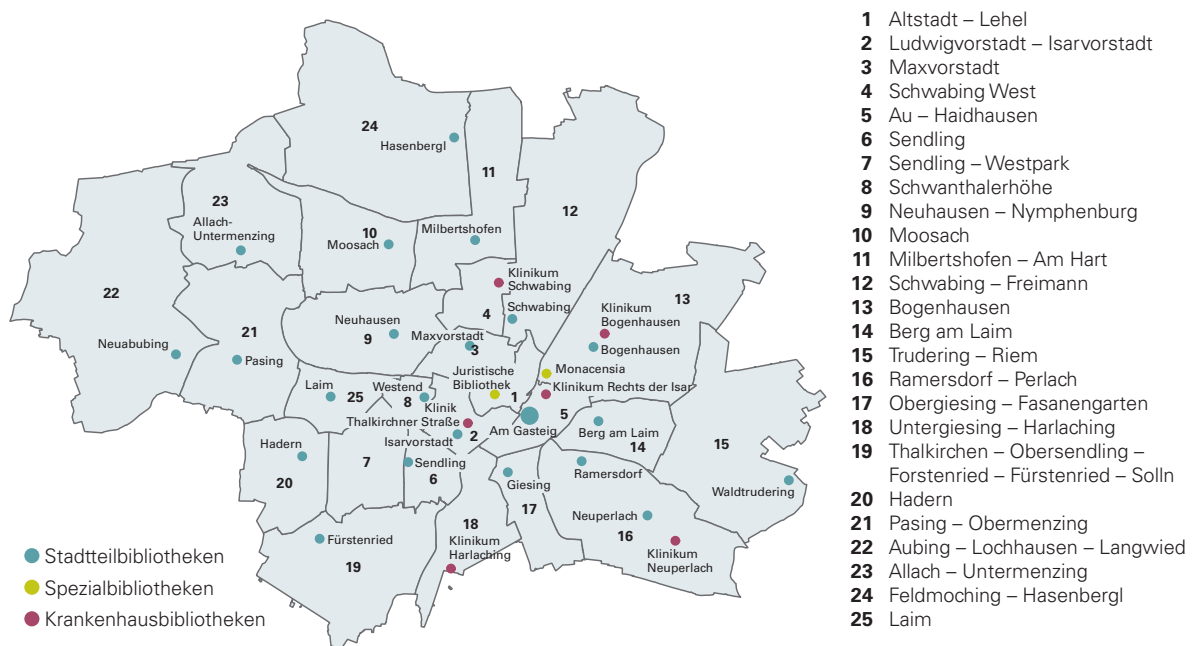 24
Hasenbergl
11
23
Allach-
Untermenzing
10
Moosach
Milbertshofen
12
Klinikum
Schwabing
22
4
Schwabing
Klinikum
Bogenhausen
13
Neuhausen
9
Maxvorstadt
3
Bogenhausen
21
Neuabubing
Pasing
Juristische
Bibliothek
1
Monacensia
Klinikum Rechts der Isar
Laim
25
Westend
8
Klinik
Thalkirchner Straße
Isarvorstadt
2
Am Gasteig
5
Berg am Laim
14
15
Hadern
20
7
Sendling
6
Giesing
17
Ramersdorf
Waldtrudering
Neuperlach
16
Klinikum
Neuperlach
18
Klinikum
Harlaching
Fürstenried
19
Stadtteilbibliotheken
Spezialbibliotheken
Krankenhausbibliotheken
1 Altstadt – Lehel
2 Ludwigvorstadt – Isarvorstadt
3 Maxvorstadt
4 Schwabing West
5 Au – Haidhausen
6 Sendling
7 Sendling – Westpark
8 Schwanthalerhöhe
9 Neuhausen – Nymphenburg
10 Moosach
11 Milbertshofen – Am Hart
12 Schwabing – Freimann
13 Bogenhausen
14 Berg am Laim
15 Trudering – Riem
16 Ramersdorf – Perlach
17 Obergiesing – Fasanengarten
18 Untergiesing – Harlaching
19 Thalkirchen – Obersendling –
Forstenried – Fürstenried – Solln
20 Hadern
21 Pasing – Obermenzing
22 Aubing – Lochhausen – Langwied
23 Allach – Untermenzing
24 Feldmoching – Hasenbergl
25 Laim